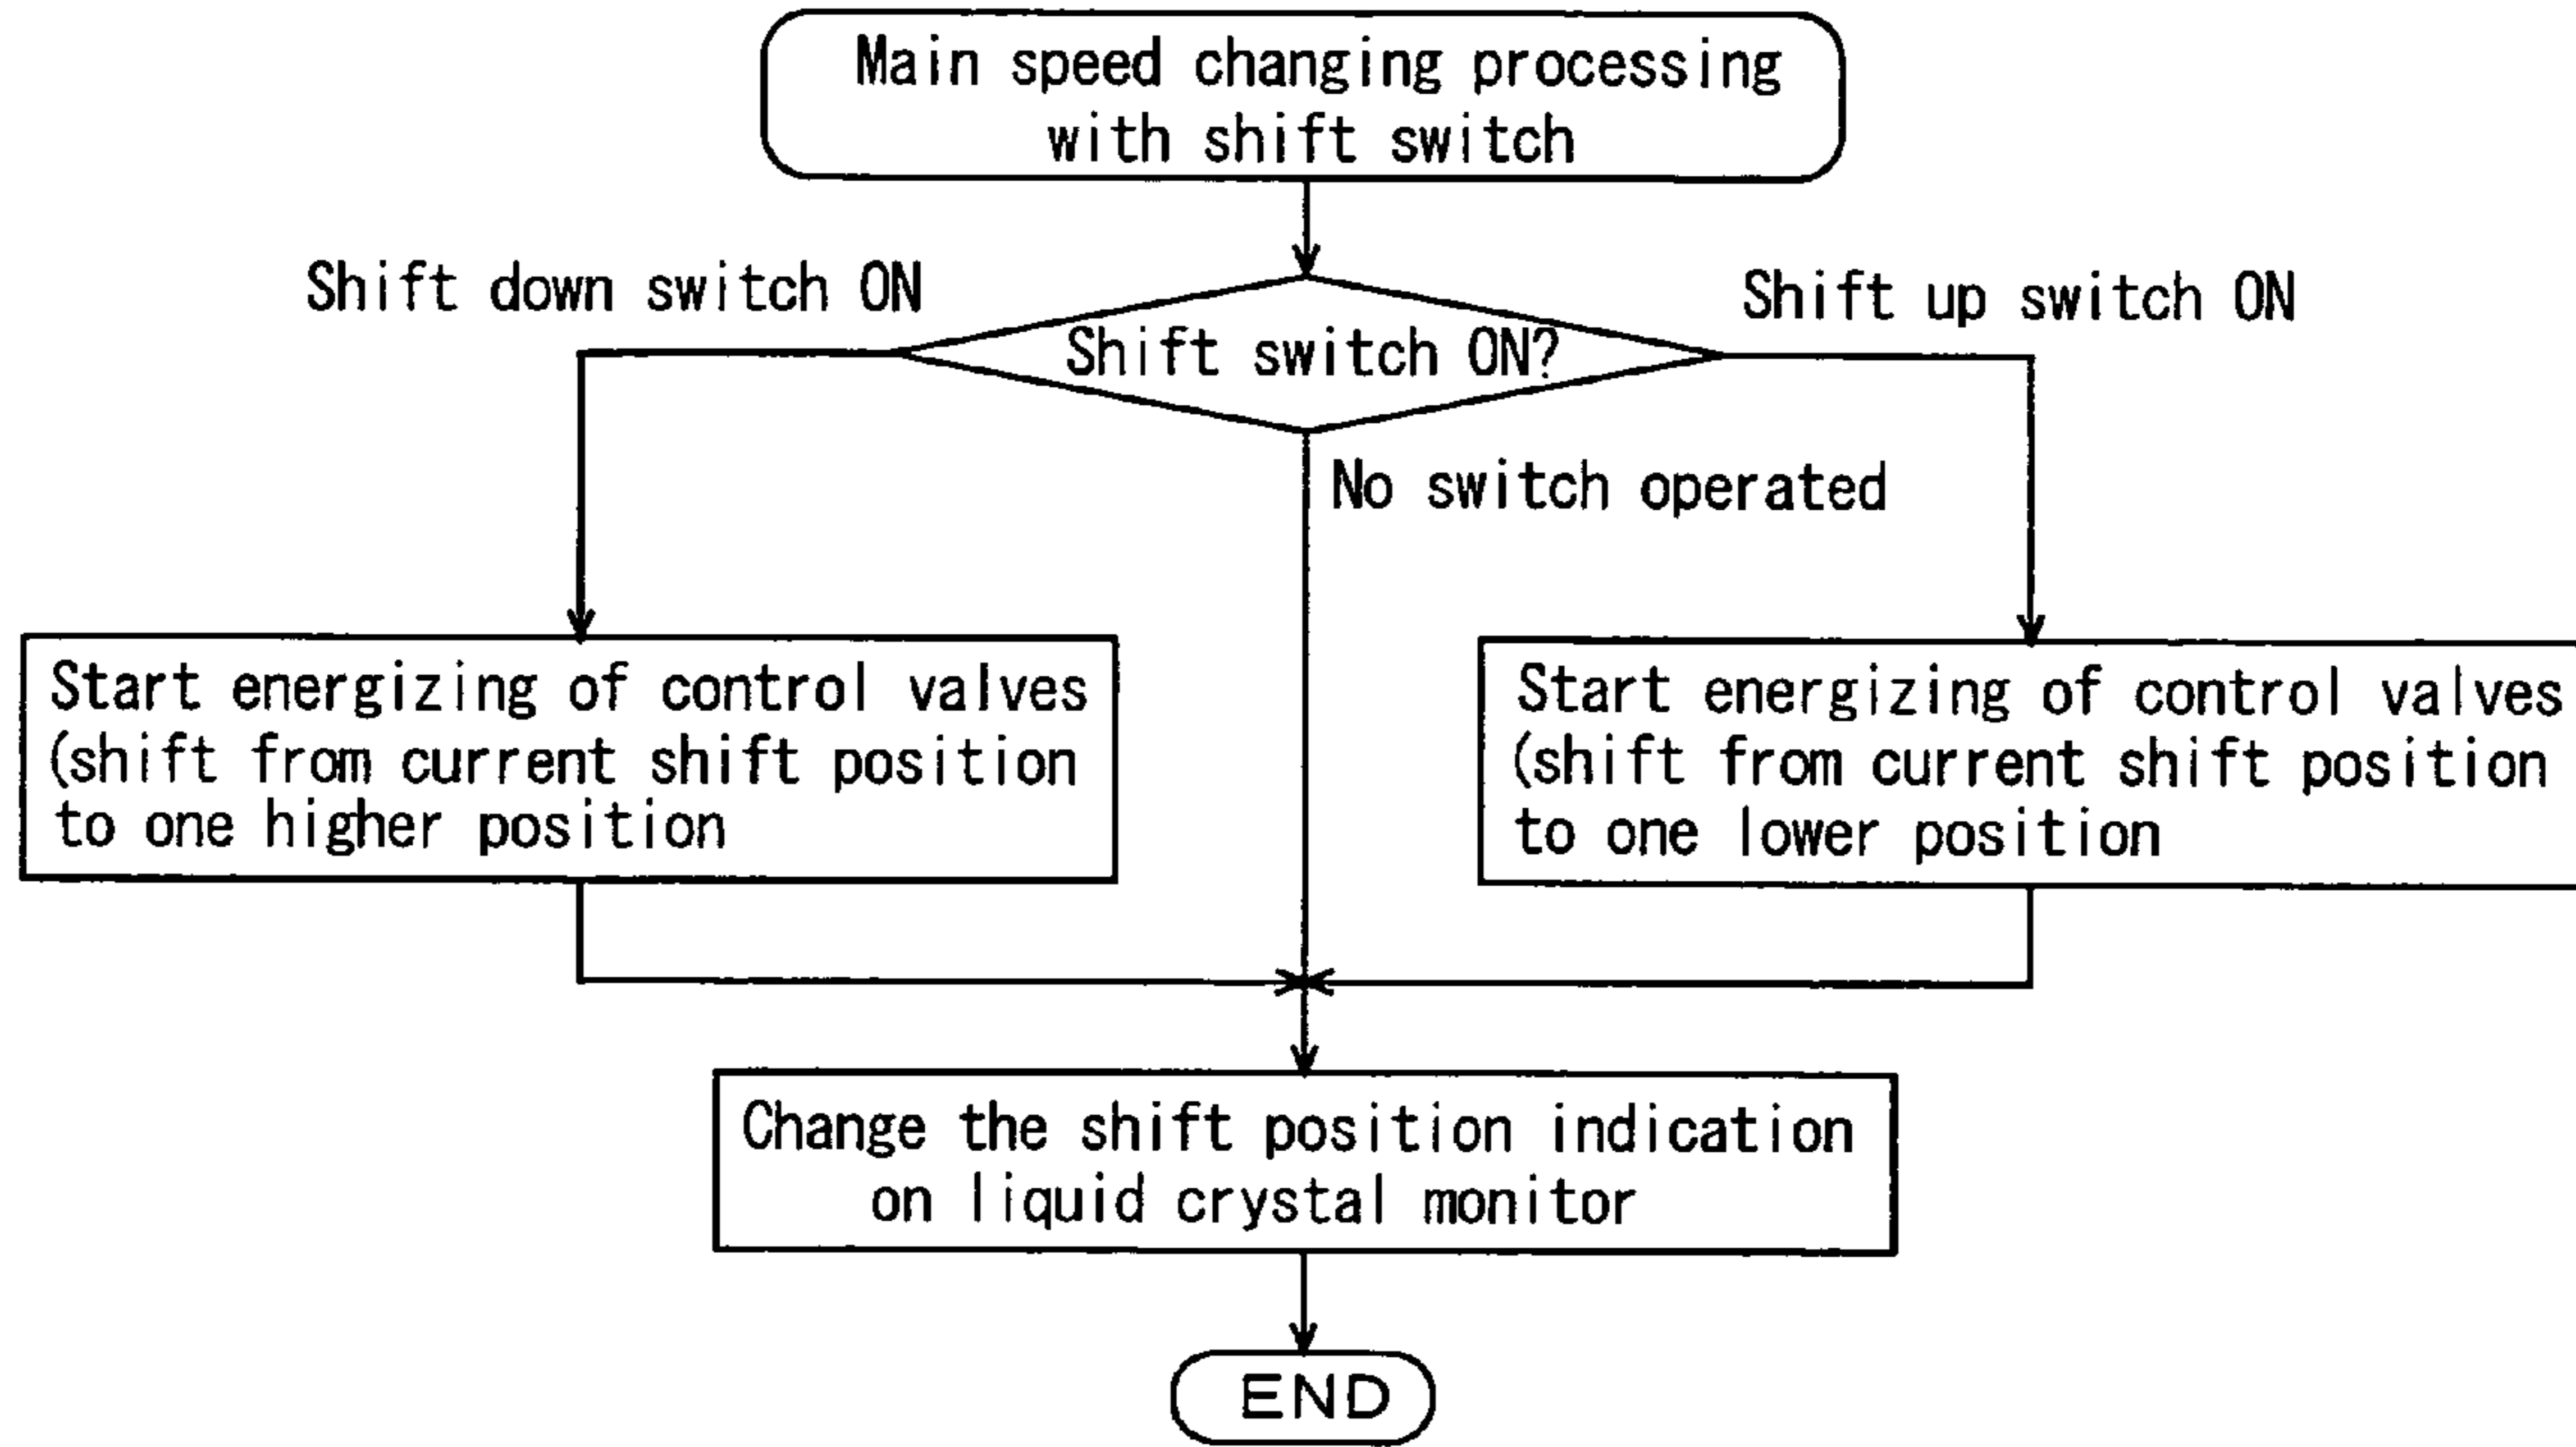 Main speed changing processing
with shift switch
Shift down switch ON
Shift switch ON?
Shift up switch ON
No switch operated
Start energizing of control valves
(shift from current shift position
to one higher position
Start energizing of control valves
(shift from current shift position
to one lower position
Change the shift position indication
on liquid crystal monitor
END